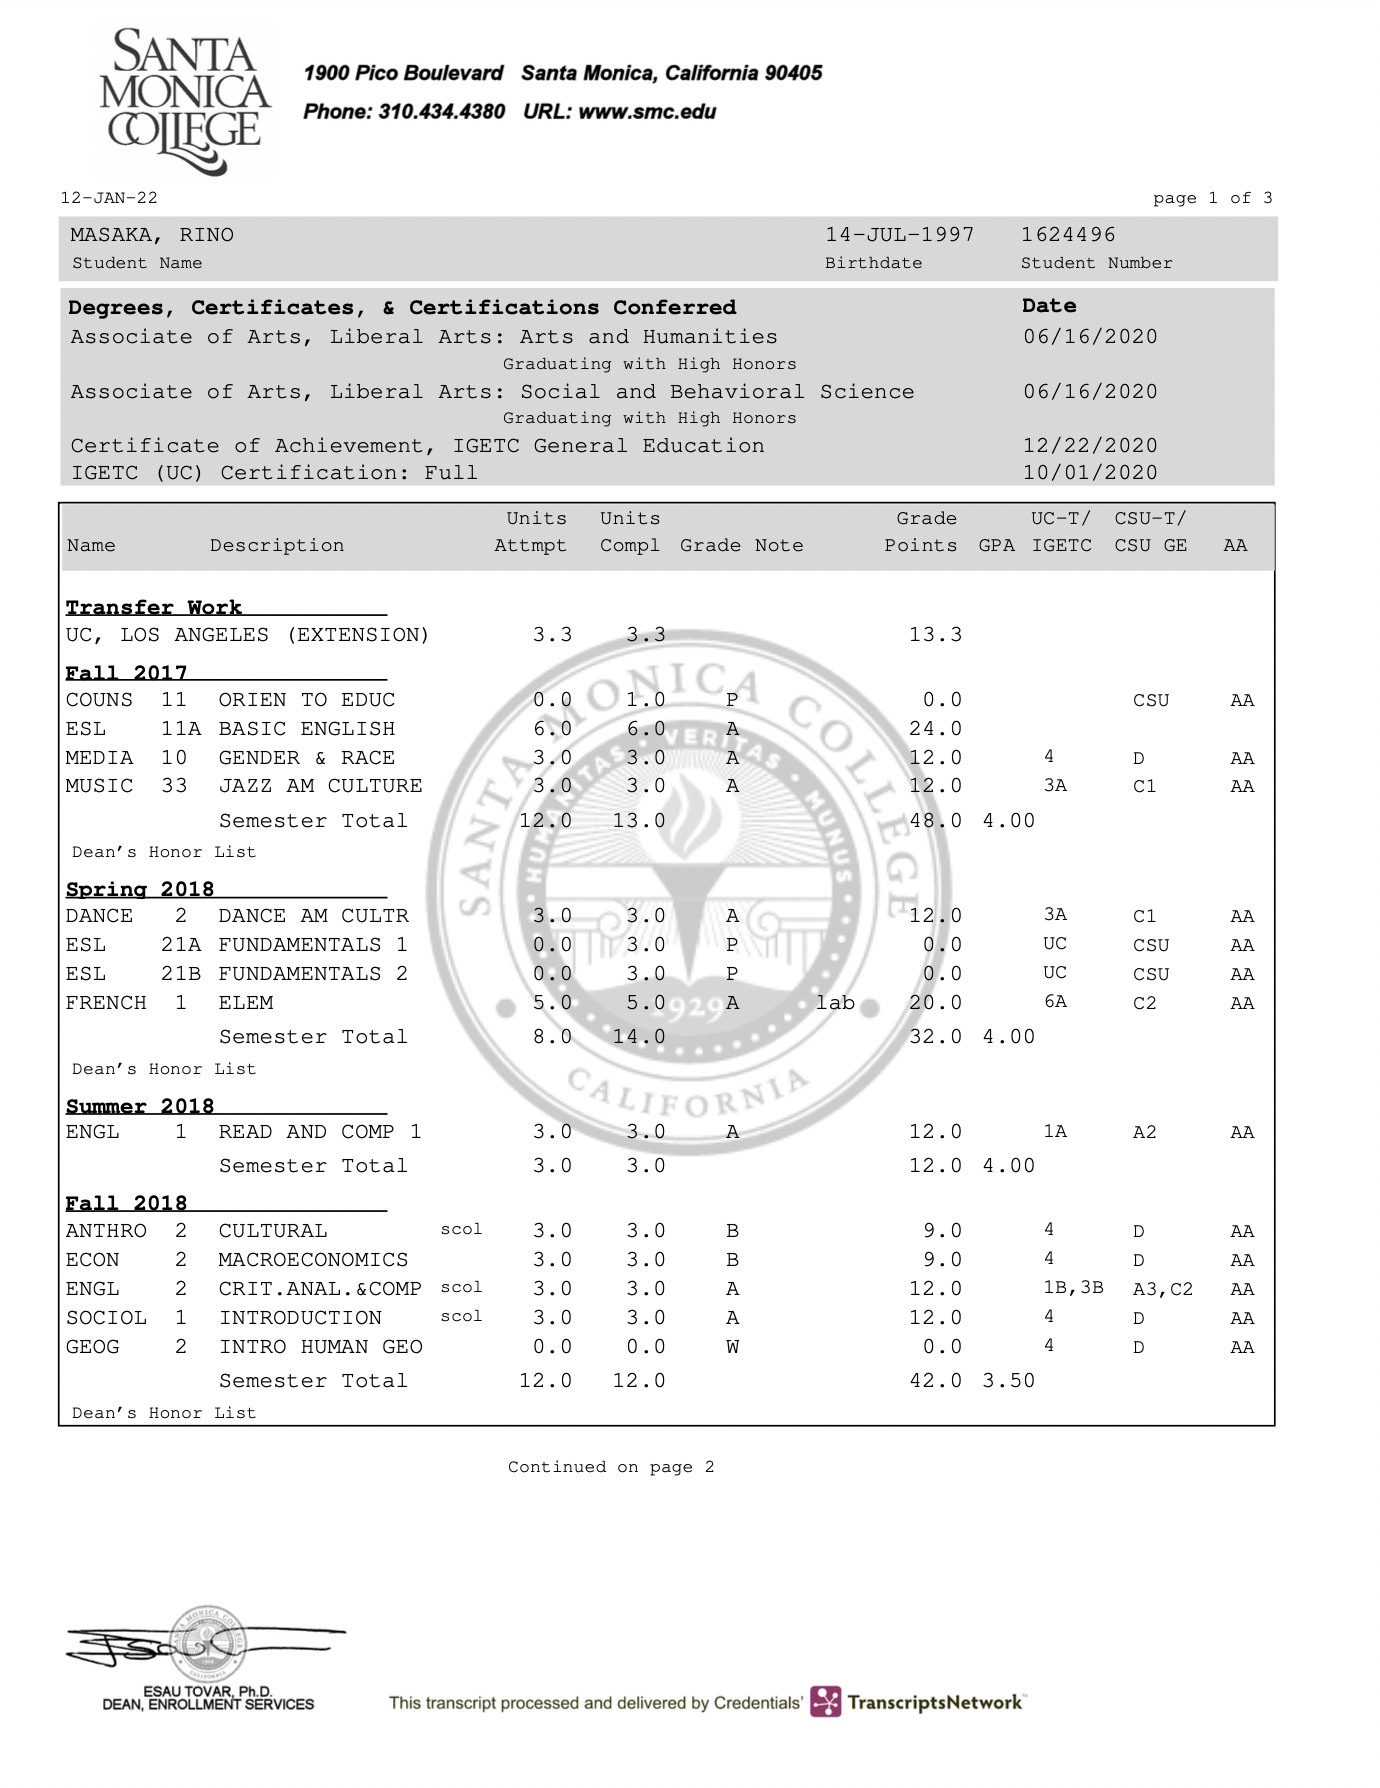 SANTA
MONICA
COLLEGE
1900 Pico Boulevard Santa Monica, California 90405
Phone: 310.434.4380 URL: www.smc.edu
12-JAN-22 page 1 of 3
MASAKA, RINO 14-JUL-1997 1624496
Student Name Birthdate Student Number
Degrees, Certificates, & Certifications Conferred Date
Associate of Arts, Liberal Arts: Arts and Humanities 06/16/2020
Graduating with High Honors
Associate of Arts, Liberal Arts: Social and Behavioral Science 06/16/2020
Graduating with High Honors
Certificate of Achievement, IGETC General Education 12/22/2020
IGETC (UC) Certification: Full 10/01/2020
Units Units Grade UC-T/ CSU-T/
Name Description Attmpt Compl Grade Note Points GPA IGETC CSU GE AA
Transfer Work
UC, LOS ANGELES (EXTENSION) 3.3 3.3 13.3
Fall 2017
COUNS 11 ORIEN TO EDUC 0.0 1.0 P 0.0 CSU AA
ESL 11A BASIC ENGLISH 6.0 6.0 A 24.0
MEDIA 10 GENDER & RACE 3.0 3.0 A 12.0 4 D AA
MUSIC 33 JAZZ AM CULTURE 3.0 3.0 A 12.0 3A C1 AA
Semester Total 12.0 13.0 48.0 4.00
Dean's Honor List
Spring 2018
DANCE 2 DANCE AM CULTR 3.0 3.0 A 12.0 3A C1 AA
ESL 21A FUNDAMENTALS 1 0.0 3.0 P 0.0 UC CSU AA
ESL 21B FUNDAMENTALS 2 0.0 3.0 P 0.0 UC CSU AA
FRENCH 1 ELEM 5.0 5.0 A lab 20.0 6A C2 AA
Semester Total 8.0 14.0 32.0 4.00
Dean's Honor List
Summer 2018
ENGL 1 READ AND COMP 1 3.0 3.0 A 12.0 1A A2 AA
Semester Total 3.0 3.0 12.0 4.00
Fall 2018
ANTHRO 2 CULTURAL scol 3.0 3.0 B 9.0 4 D AA
ECON 2 MACROECONOMICS 3.0 3.0 B 9.0 4 D AA
ENGL 2 CRIT.ANAL.&COMP scol 3.0 3.0 A 12.0 1B,3B A3,C2 AA
SOCIOL 1 INTRODUCTION scol 3.0 3.0 A 12.0 4 D AA
GEOG 2 INTRO HUMAN GEO 0.0 0.0 W 0.0 4 D AA
Semester Total 12.0 12.0 42.0 3.50
Dean's Honor List
SANTA MONICA COLLEGE
HUMANITAS · VERITAS · MUNUS
1929
CALIFORNIA
Continued on page 2
ESAU TOVAR, Ph.D.
DEAN, ENROLLMENT SERVICES
This transcript processed and delivered by Credentials' TranscriptsNetwork™